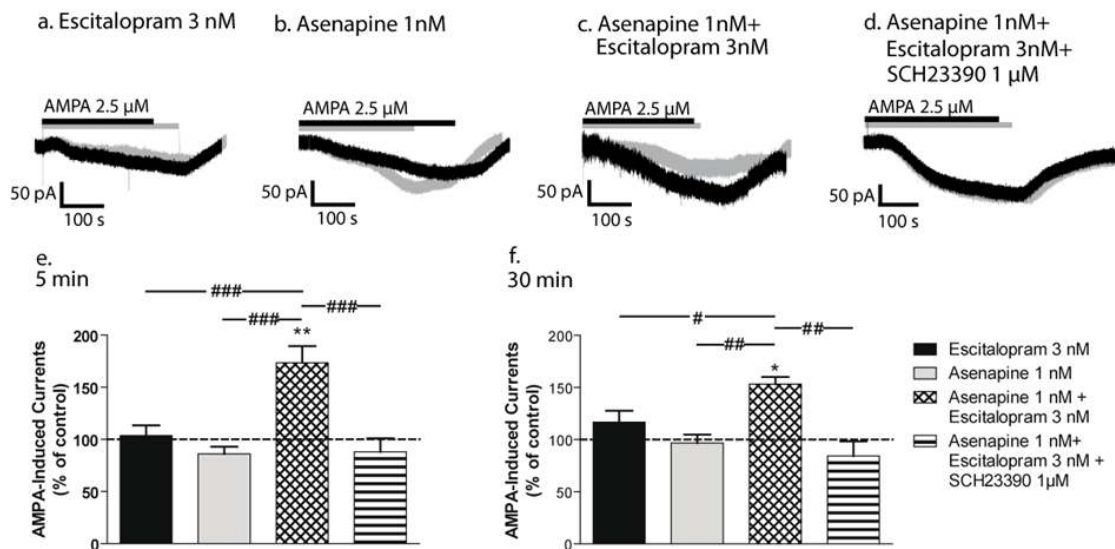 a. Escitalopram 3 nM
b. Asenapine 1nM
c. Asenapine 1nM+
Escitalopram 3nM
d. Asenapine 1nM+
Escitalopram 3nM+
SCH23390 1 µM
AMPA 2.5 µM
AMPA 2.5 µM
AMPA 2.5 µM
AMPA 2.5 µM
50 pA
100 s
50 pA
100 s
50 pA
100 s
50 pA
100 s
e.
5 min
###
###
###
**
200
150
100
50
0
AMPA-Induced Currents
(% of control)
f.
30 min
#
##
##
*
200
150
100
50
0
AMPA-Induced Currents
(% of control)
Escitalopram 3 nM
Asenapine 1 nM
Asenapine 1 nM +
Escitalopram 3 nM
Asenapine 1 nM+
Escitalopram 3 nM +
SCH23390 1µM